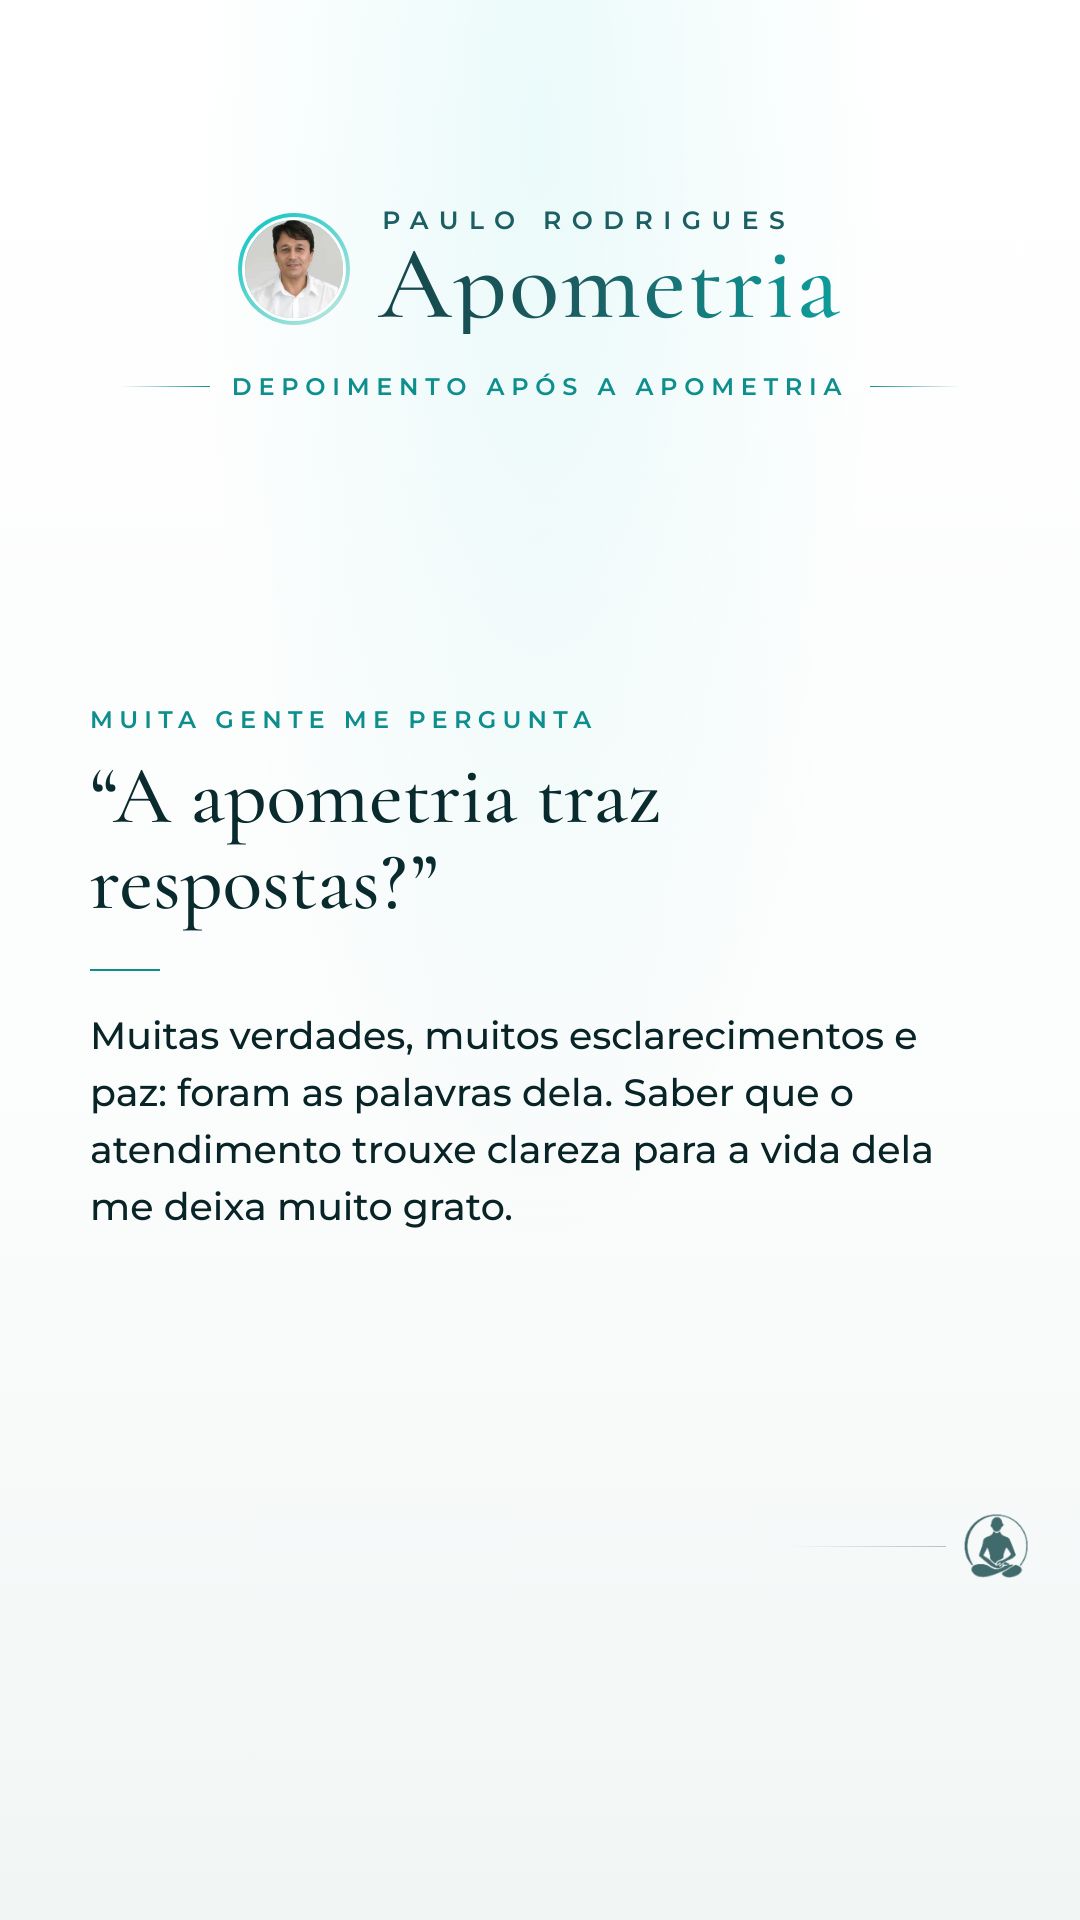 PAULO RODRIGUES
Apometria
DEPOIMENTO APÓS A APOMETRIA
MUITA GENTE ME PERGUNTA
“A apometria traz
respostas?”
Muitas verdades, muitos esclarecimentos e
paz: foram as palavras dela. Saber que o
atendimento trouxe clareza para a vida dela
me deixa muito grato.